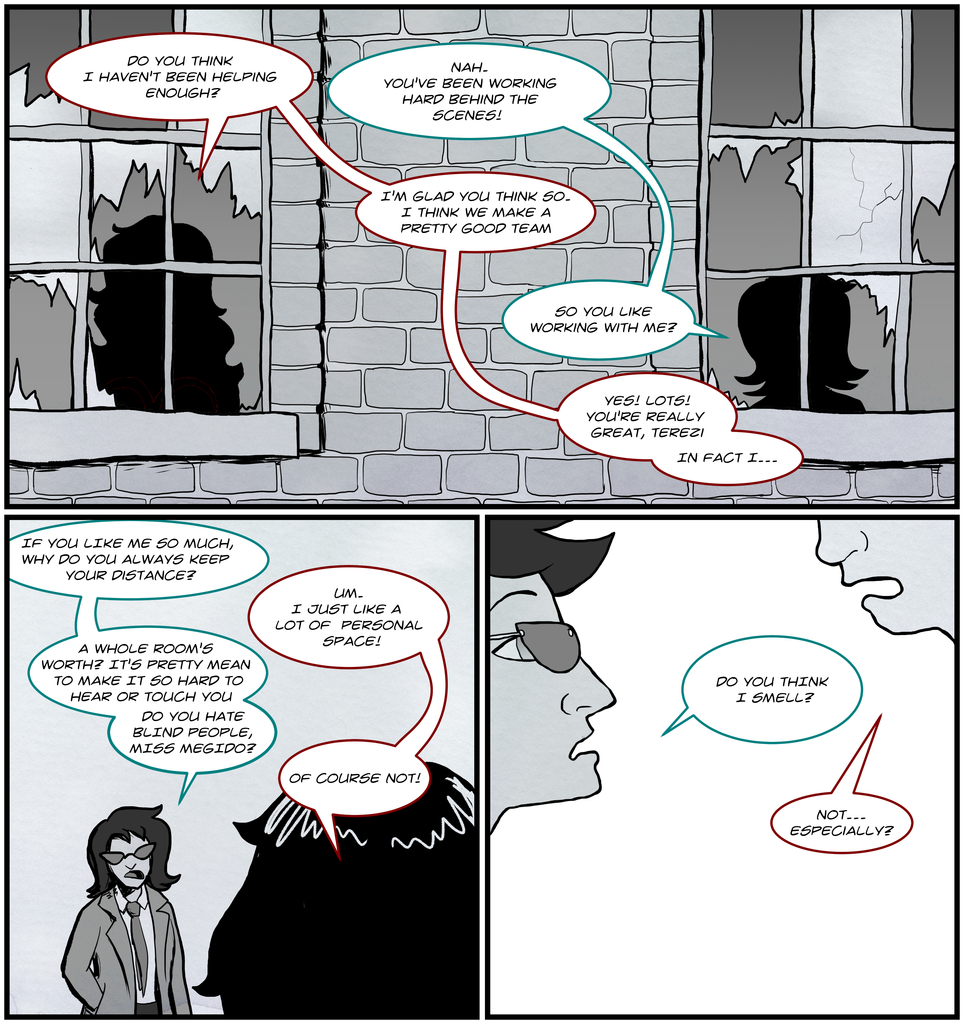 DO YOU THINK
I HAVEN'T BEEN HELPING
ENOUGH?
NAH.
YOU'VE BEEN WORKING
HARD BEHIND THE
SCENES!
I'M GLAD YOU THINK SO.
I THINK WE MAKE A
PRETTY GOOD TEAM
SO YOU LIKE
WORKING WITH ME?
YES! LOTS!
YOU'RE REALLY
GREAT, TEREZI
IN FACT I...
IF YOU LIKE ME SO MUCH,
WHY DO YOU ALWAYS KEEP
YOUR DISTANCE?
A WHOLE ROOM'S
WORTH? IT'S PRETTY MEAN
TO MAKE IT SO HARD TO
HEAR OR TOUCH YOU
DO YOU HATE
BLIND PEOPLE,
MISS MEGIDO?
UM.
I JUST LIKE A
LOT OF PERSONAL
SPACE!
OF COURSE NOT!
DO YOU THINK
I SMELL?
NOT...
ESPECIALLY?